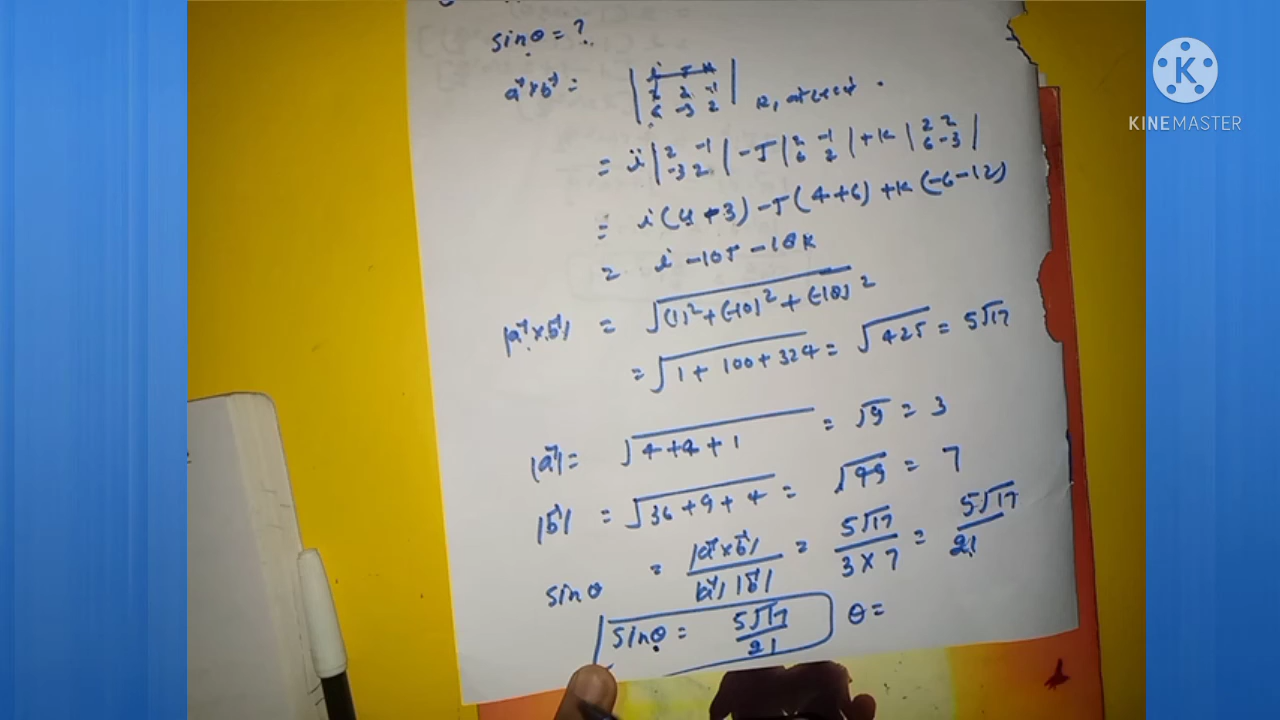 sinθ = ?
a⃗×b⃗ = | i J K |
| 2 2 -1 |
| 6 -3 2 |
= i | 2 -1 | - J | 2 -1 | + K | 2 2 |
| -3 2 | | 6 2 | | 6 -3 |
= i(4-3) - J(4+6) + K(-6-12)
= i - 10J - 18K
|a⃗×b⃗| = √(1)² + (-10)² + (-18)²
= √1 + 100 + 324 = √425 = 5√17
|a⃗| = √4+4+1 = √9 = 3
|b⃗| = √36+9+4 = √49 = 7
sinθ = |a⃗×b⃗| / |a⃗| |b⃗| = 5√17 / 3×7 = 5√17 / 21
sinθ = 5√17 / 21 θ =
KINEMASTER